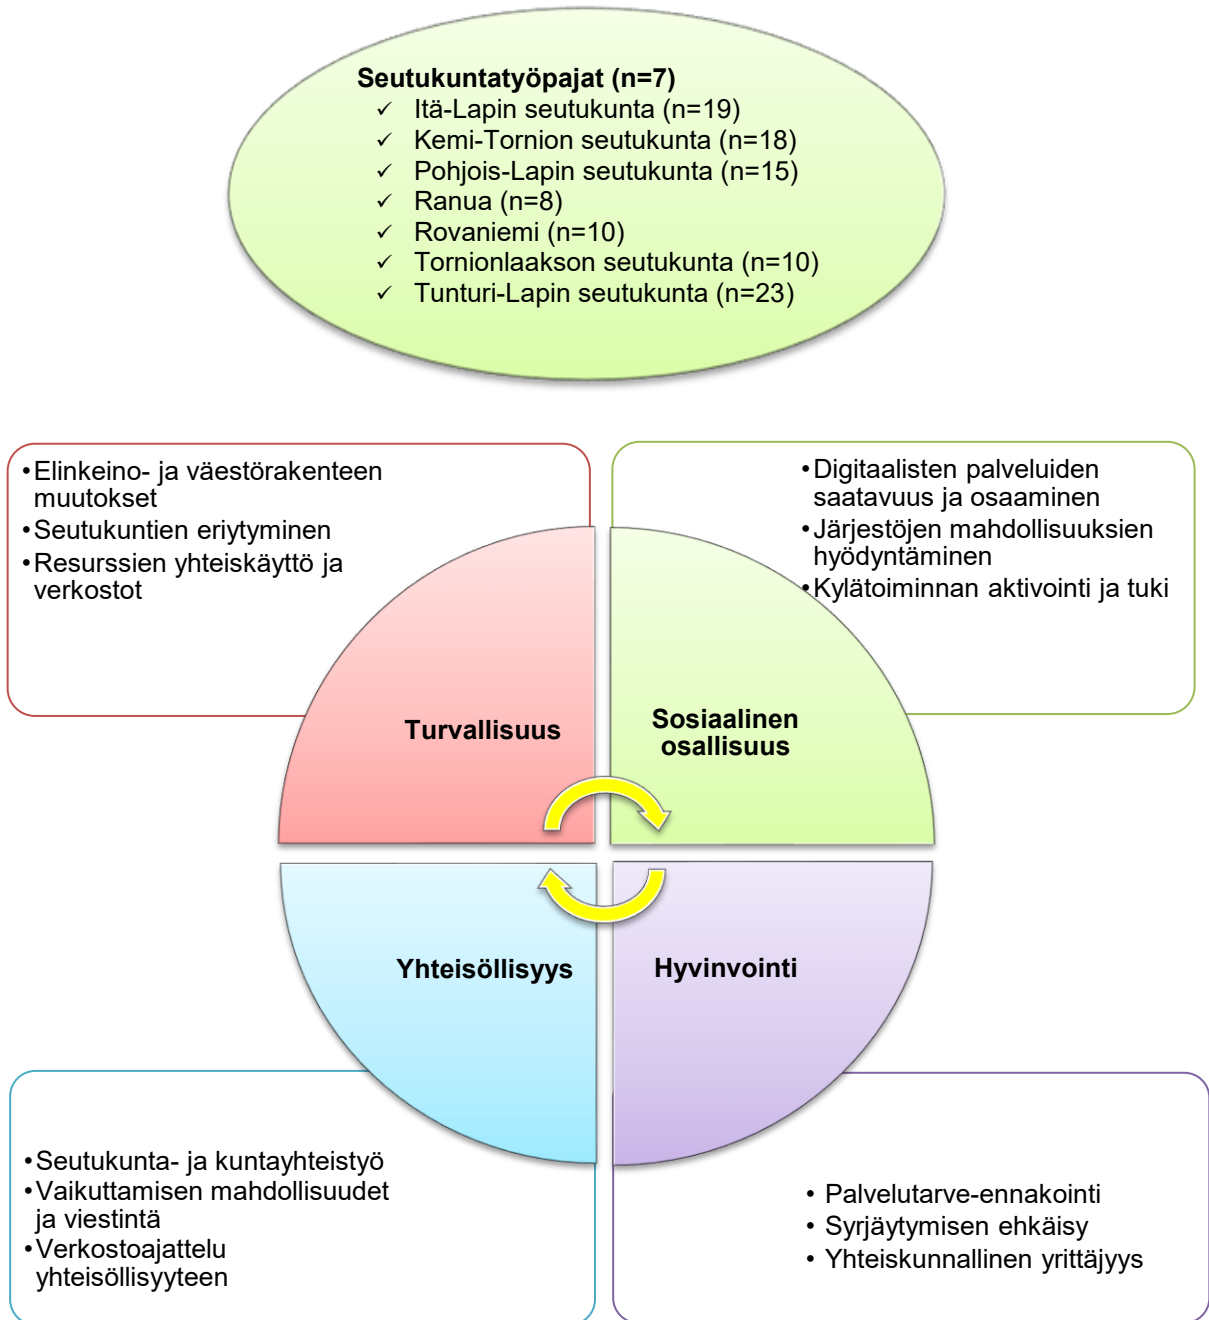 Seutukuntatyöpajat (n=7)
✓ Itä-Lapin seutukunta (n=19)
✓ Kemi-Tornion seutukunta (n=18)
✓ Pohjois-Lapin seutukunta (n=15)
✓ Ranua (n=8)
✓ Rovaniemi (n=10)
✓ Tornionlaakson seutukunta (n=10)
✓ Tunturi-Lapin seutukunta (n=23)
•Elinkeino- ja väestörakenteen
muutokset
•Seutukuntien eriytyminen
•Resurssien yhteiskäyttö ja
verkostot
•Digitaalisten palveluiden
saatavuus ja osaaminen
•Järjestöjen mahdollisuuksien
hyödyntäminen
•Kylätoiminnan aktivointi ja tuki
Turvallisuus
Sosiaalinen
osallisuus
Yhteisöllisyys
Hyvinvointi
•Seutukunta- ja kuntayhteistyö
•Vaikuttamisen mahdollisuudet
ja viestintä
•Verkostoajattelu
yhteisöllisyyteen
• Palvelutarve-ennakointi
• Syrjäytymisen ehkäisy
• Yhteiskunnallinen yrittäjyys